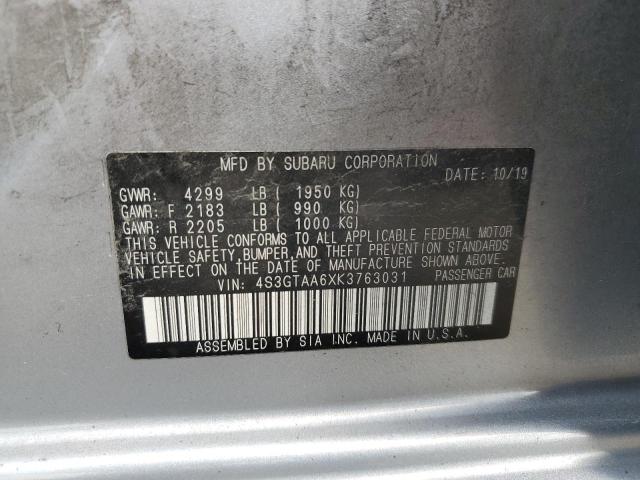 MFD BY SUBARU CORPORATION
DATE: 10/19
GVWR: 4299 LB ( 1950 KG)
GAWR: F 2183 LB ( 990 KG)
GAWR: R 2205 LB ( 1000 KG)
THIS VEHICLE CONFORMS TO ALL APPLICABLE FEDERAL MOTOR
VEHICLE SAFETY, BUMPER, AND THEFT PREVENTION STANDARDS
IN EFFECT ON THE DATE OF MANUFACTURE SHOWN ABOVE.
VIN: 4S3GTAA6XK3763031 PASSENGER CAR
ASSEMBLED BY SIA INC. MADE IN U.S.A.